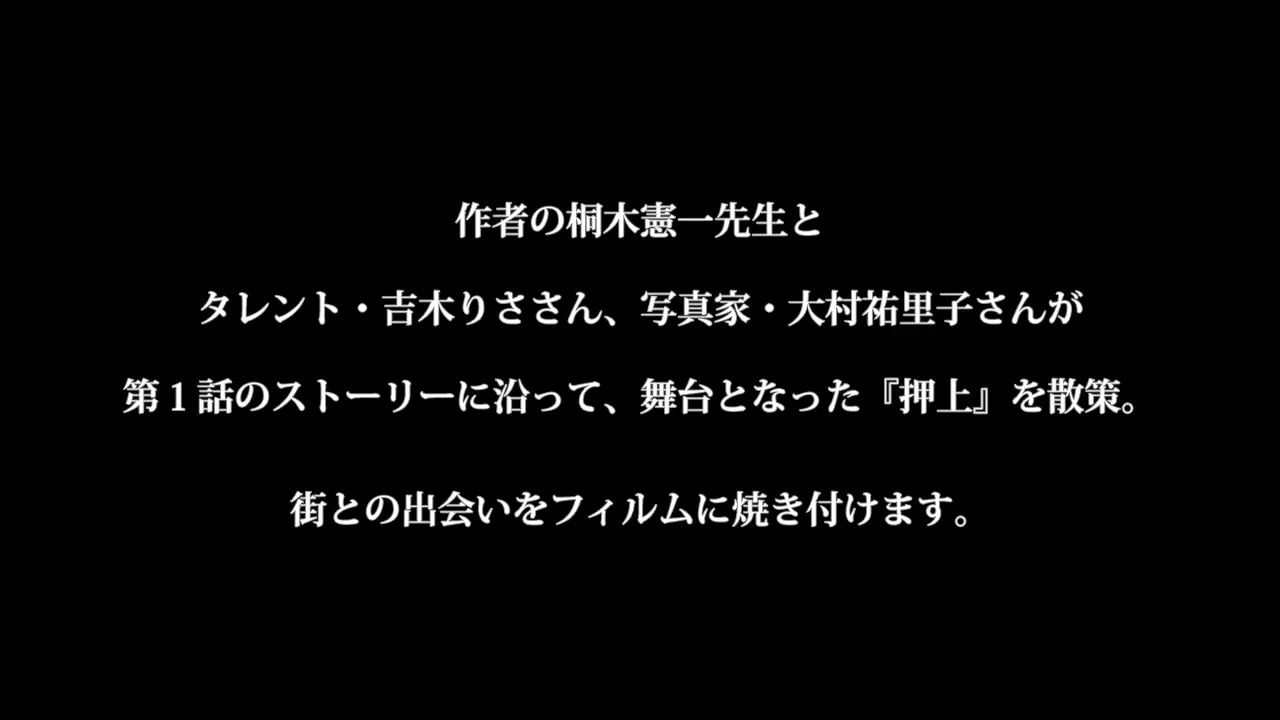 作者の桐木憲一先生と
タレント・吉木りささん、写真家・大村祐里子さんが
第１話のストーリーに沿って、舞台となった『押上』を散策。
街との出会いをフィルムに焼き付けます。